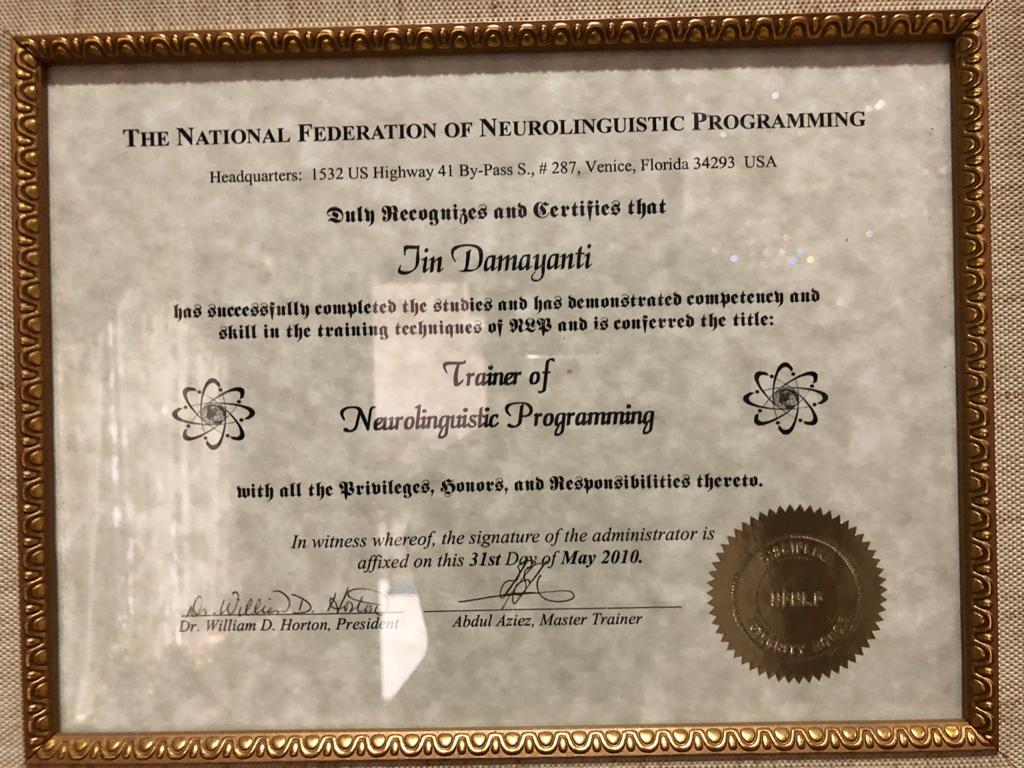 THE NATIONAL FEDERATION OF NEUROLINGUISTIC PROGRAMMING
Headquarters: 1532 US Highway 41 By-Pass S., # 287, Venice, Florida 34293 USA
Duly Recognizes and Certifies that
Iin Damayanti
has successfully completed the studies and has demonstrated competency and
skill in the training techniques of NLP and is conferred the title:
Trainer of
Neurolinguistic Programming
with all the Privileges, Honors, and Responsibilities thereto.
In witness whereof, the signature of the administrator is
affixed on this 31st Day of May 2010.
Dr. William D. Horton
Dr. William D. Horton, President
Abdul Aziez, Master Trainer